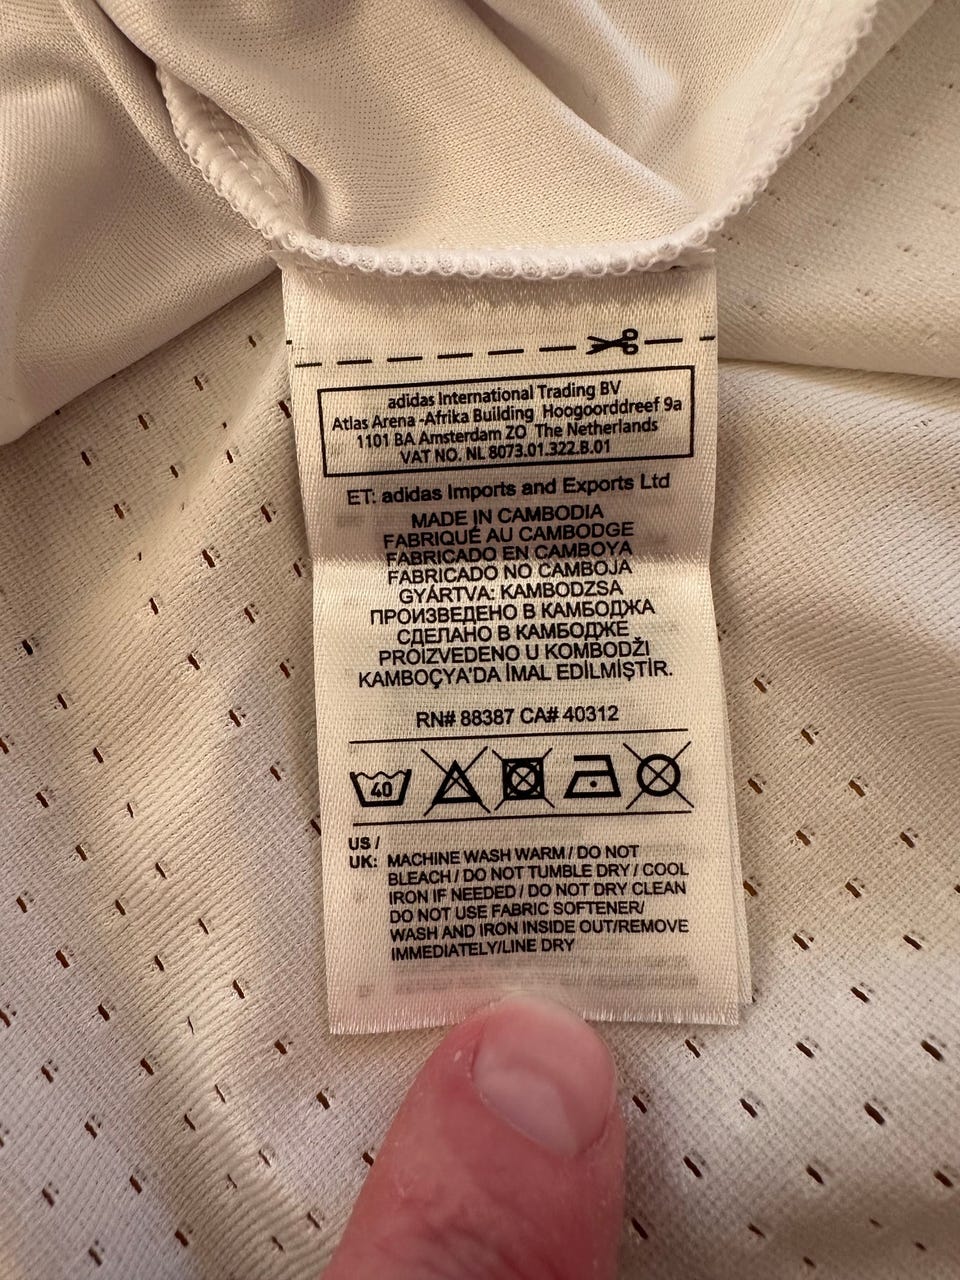 adidas International Trading BV
Atlas Arena -Afrika Building Hoogoorddreef 9a
1101 BA Amsterdam ZO The Netherlands
VAT NO. NL 8073.01.322.B.01
ET: adidas Imports and Exports Ltd
MADE IN CAMBODIA
FABRIQUÉ AU CAMBODGE
FABRICADO EN CAMBOYA
FABRICADO NO CAMBOJA
GYÁRTVA: KAMBODZSA
ПРОИЗВЕДЕНО В КАМБОДЖА
СДЕЛАНО В КАМБОДЖЕ
PROIZVEDENO U KOMBODŽI
KAMBOÇYA'DA İMAL EDİLMİŞTİR.
RN# 88387 CA# 40312
40
US /
UK: MACHINE WASH WARM / DO NOT
BLEACH / DO NOT TUMBLE DRY / COOL
IRON IF NEEDED / DO NOT DRY CLEAN
DO NOT USE FABRIC SOFTENER/
WASH AND IRON INSIDE OUT/REMOVE
IMMEDIATELY/LINE DRY